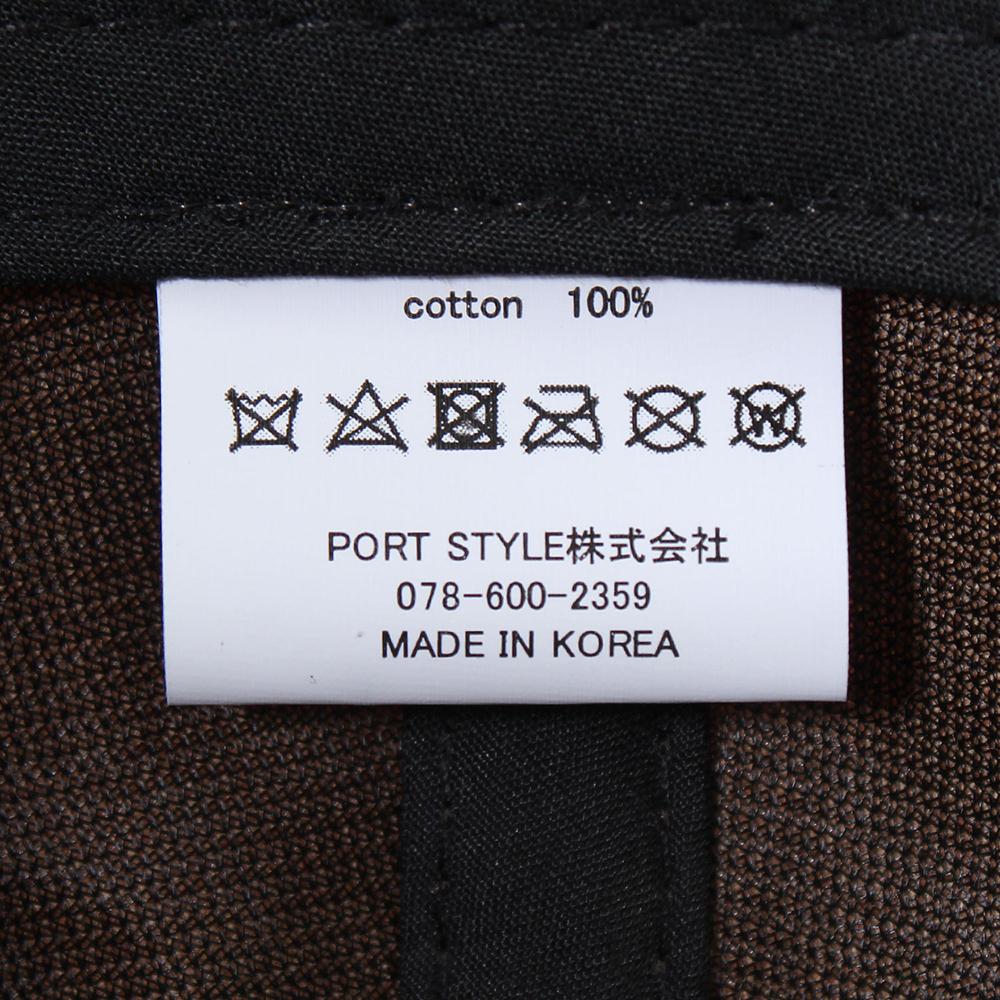 cotton 100%
W
PORT STYLE株式会社
078-600-2359
MADE IN KOREA